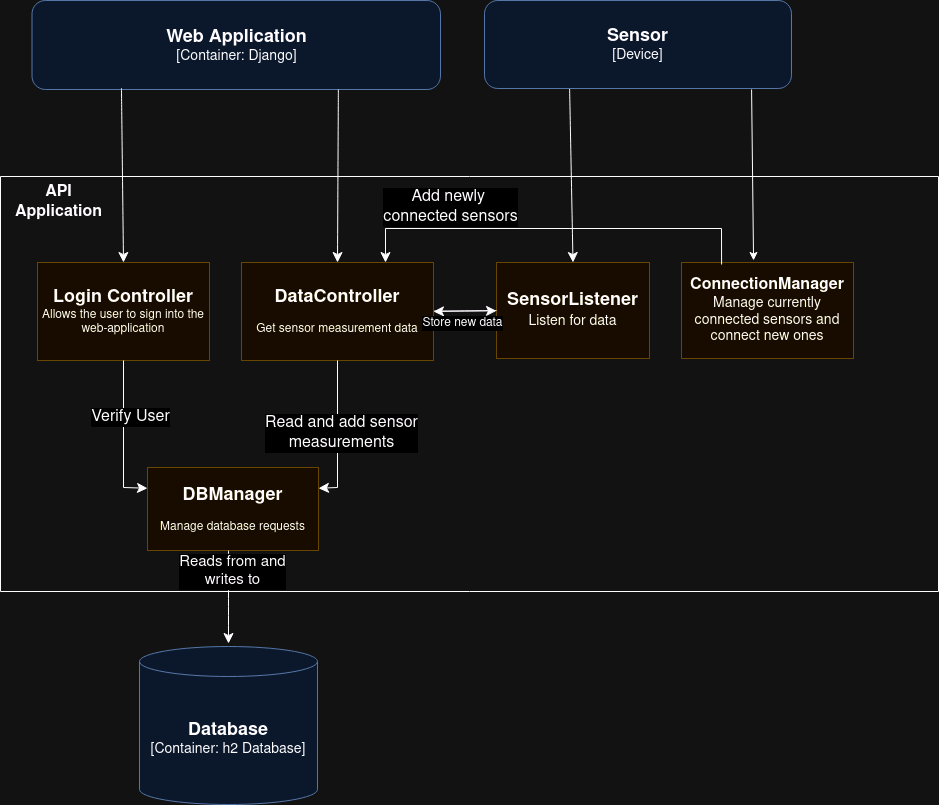 Web Application
[Container: Django]
Sensor
[Device]
API
Application
Add newly
connected sensors
Login Controller
Allows the user to sign into the
web-application
DataController
Get sensor measurement data
Store new data
SensorListener
Listen for data
ConnectionManager
Manage currently
connected sensors and
connect new ones
Verify User
Read and add sensor
measurements
DBManager
Manage database requests
Reads from and
writes to
Database
[Container: h2 Database]